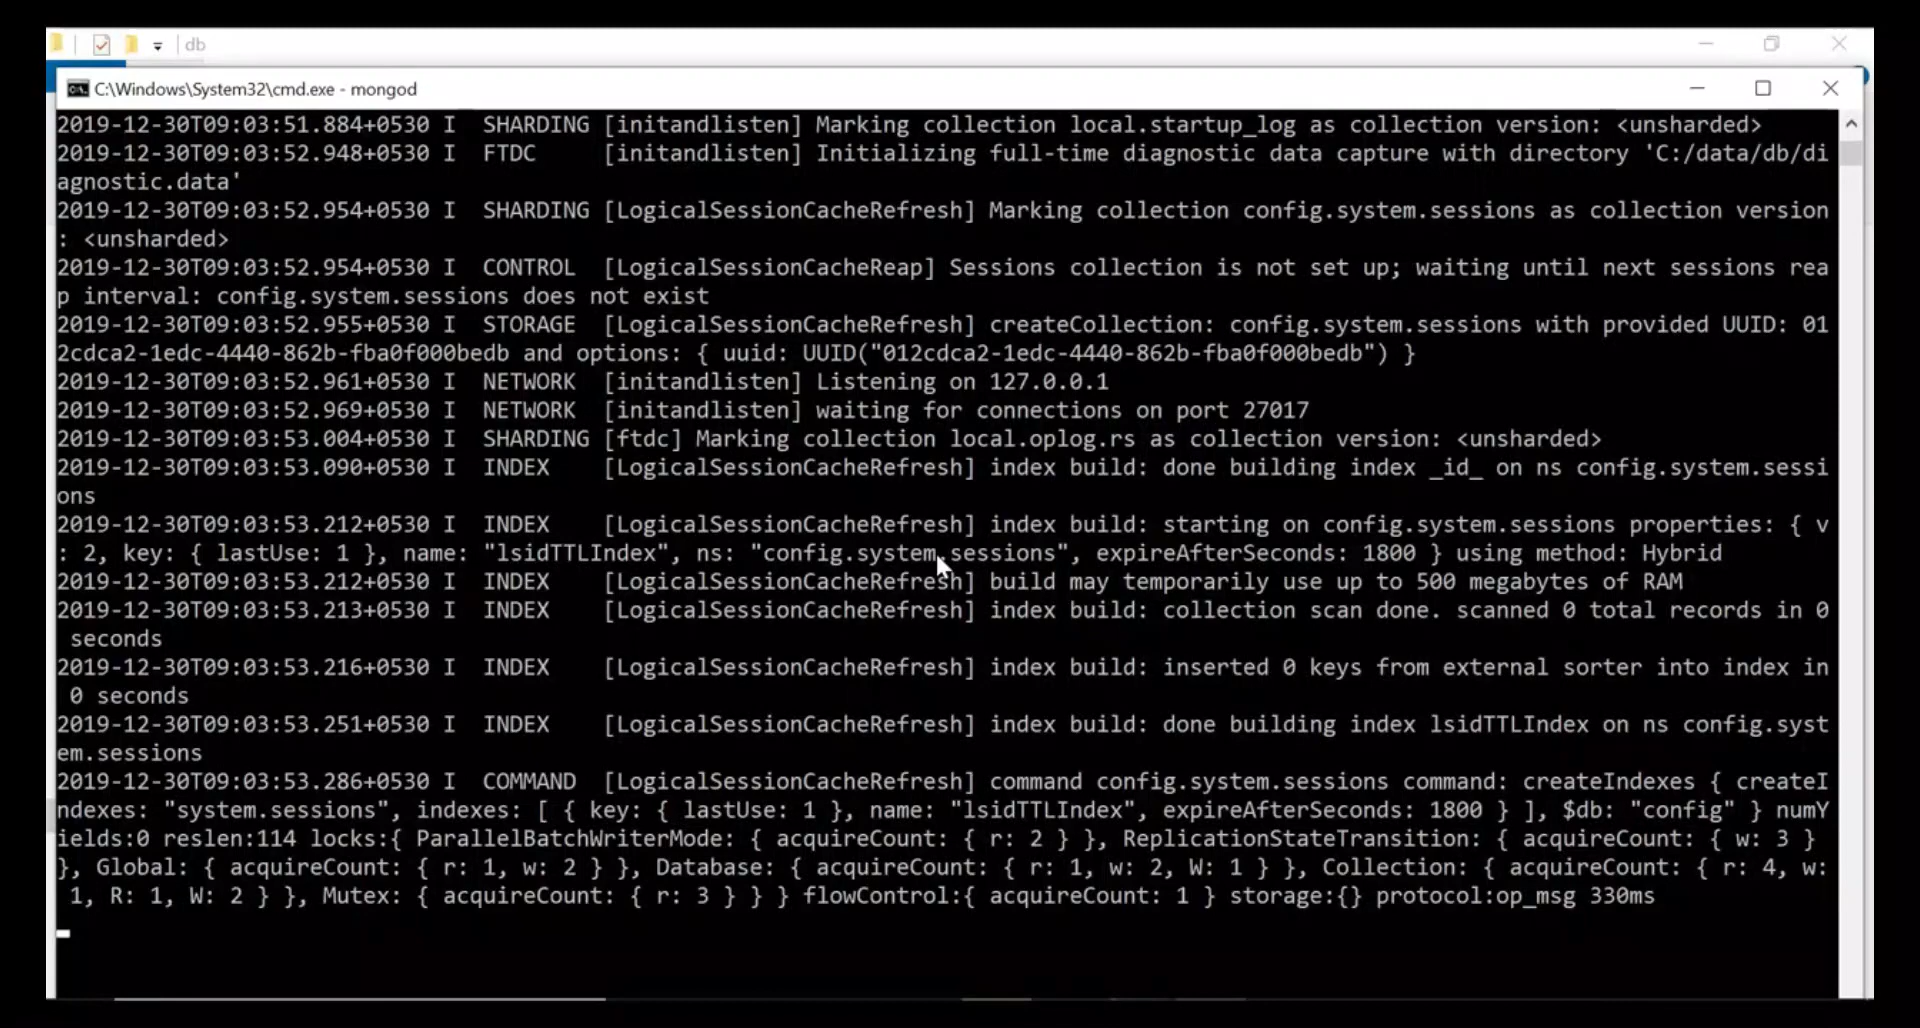 db
C:\Windows\System32\cmd.exe - mongod
2019-12-30T09:03:51.884+0530 I  SHARDING [initandlisten] Marking collection local.startup_log as collection version: <unsharded>
2019-12-30T09:03:52.948+0530 I  FTDC     [initandlisten] Initializing full-time diagnostic data capture with directory 'C:/data/db/di
agnostic.data'
2019-12-30T09:03:52.954+0530 I  SHARDING [LogicalSessionCacheRefresh] Marking collection config.system.sessions as collection version
: <unsharded>
2019-12-30T09:03:52.954+0530 I  CONTROL  [LogicalSessionCacheReap] Sessions collection is not set up; waiting until next sessions rea
p interval: config.system.sessions does not exist
2019-12-30T09:03:52.955+0530 I  STORAGE  [LogicalSessionCacheRefresh] createCollection: config.system.sessions with provided UUID: 01
2cdca2-1edc-4440-862b-fba0f000bedb and options: { uuid: UUID("012cdca2-1edc-4440-862b-fba0f000bedb") }
2019-12-30T09:03:52.961+0530 I  NETWORK  [initandlisten] Listening on 127.0.0.1
2019-12-30T09:03:52.969+0530 I  NETWORK  [initandlisten] waiting for connections on port 27017
2019-12-30T09:03:53.004+0530 I  SHARDING [ftdc] Marking collection local.oplog.rs as collection version: <unsharded>
2019-12-30T09:03:53.090+0530 I  INDEX    [LogicalSessionCacheRefresh] index build: done building index _id_ on ns config.system.sessi
ons
2019-12-30T09:03:53.212+0530 I  INDEX    [LogicalSessionCacheRefresh] index build: starting on config.system.sessions properties: { v
: 2, key: { lastUse: 1 }, name: "lsidTTLIndex", ns: "config.system.sessions", expireAfterSeconds: 1800 } using method: Hybrid
2019-12-30T09:03:53.212+0530 I  INDEX    [LogicalSessionCacheRefresh] build may temporarily use up to 500 megabytes of RAM
2019-12-30T09:03:53.213+0530 I  INDEX    [LogicalSessionCacheRefresh] index build: collection scan done. scanned 0 total records in 0
 seconds
2019-12-30T09:03:53.216+0530 I  INDEX    [LogicalSessionCacheRefresh] index build: inserted 0 keys from external sorter into index in
 0 seconds
2019-12-30T09:03:53.251+0530 I  INDEX    [LogicalSessionCacheRefresh] index build: done building index lsidTTLIndex on ns config.syst
em.sessions
2019-12-30T09:03:53.286+0530 I  COMMAND  [LogicalSessionCacheRefresh] command config.system.sessions command: createIndexes { createI
ndexes: "system.sessions", indexes: [ { key: { lastUse: 1 }, name: "lsidTTLIndex", expireAfterSeconds: 1800 } ], $db: "config" } numY
ields:0 reslen:114 locks:{ ParallelBatchWriterMode: { acquireCount: { r: 2 } }, ReplicationStateTransition: { acquireCount: { w: 3 } 
}, Global: { acquireCount: { r: 1, w: 2 } }, Database: { acquireCount: { r: 1, w: 2, W: 1 } }, Collection: { acquireCount: { r: 4, w:
 1, R: 1, W: 2 } }, Mutex: { acquireCount: { r: 3 } } } flowControl:{ acquireCount: 1 } storage:{} protocol:op_msg 330ms